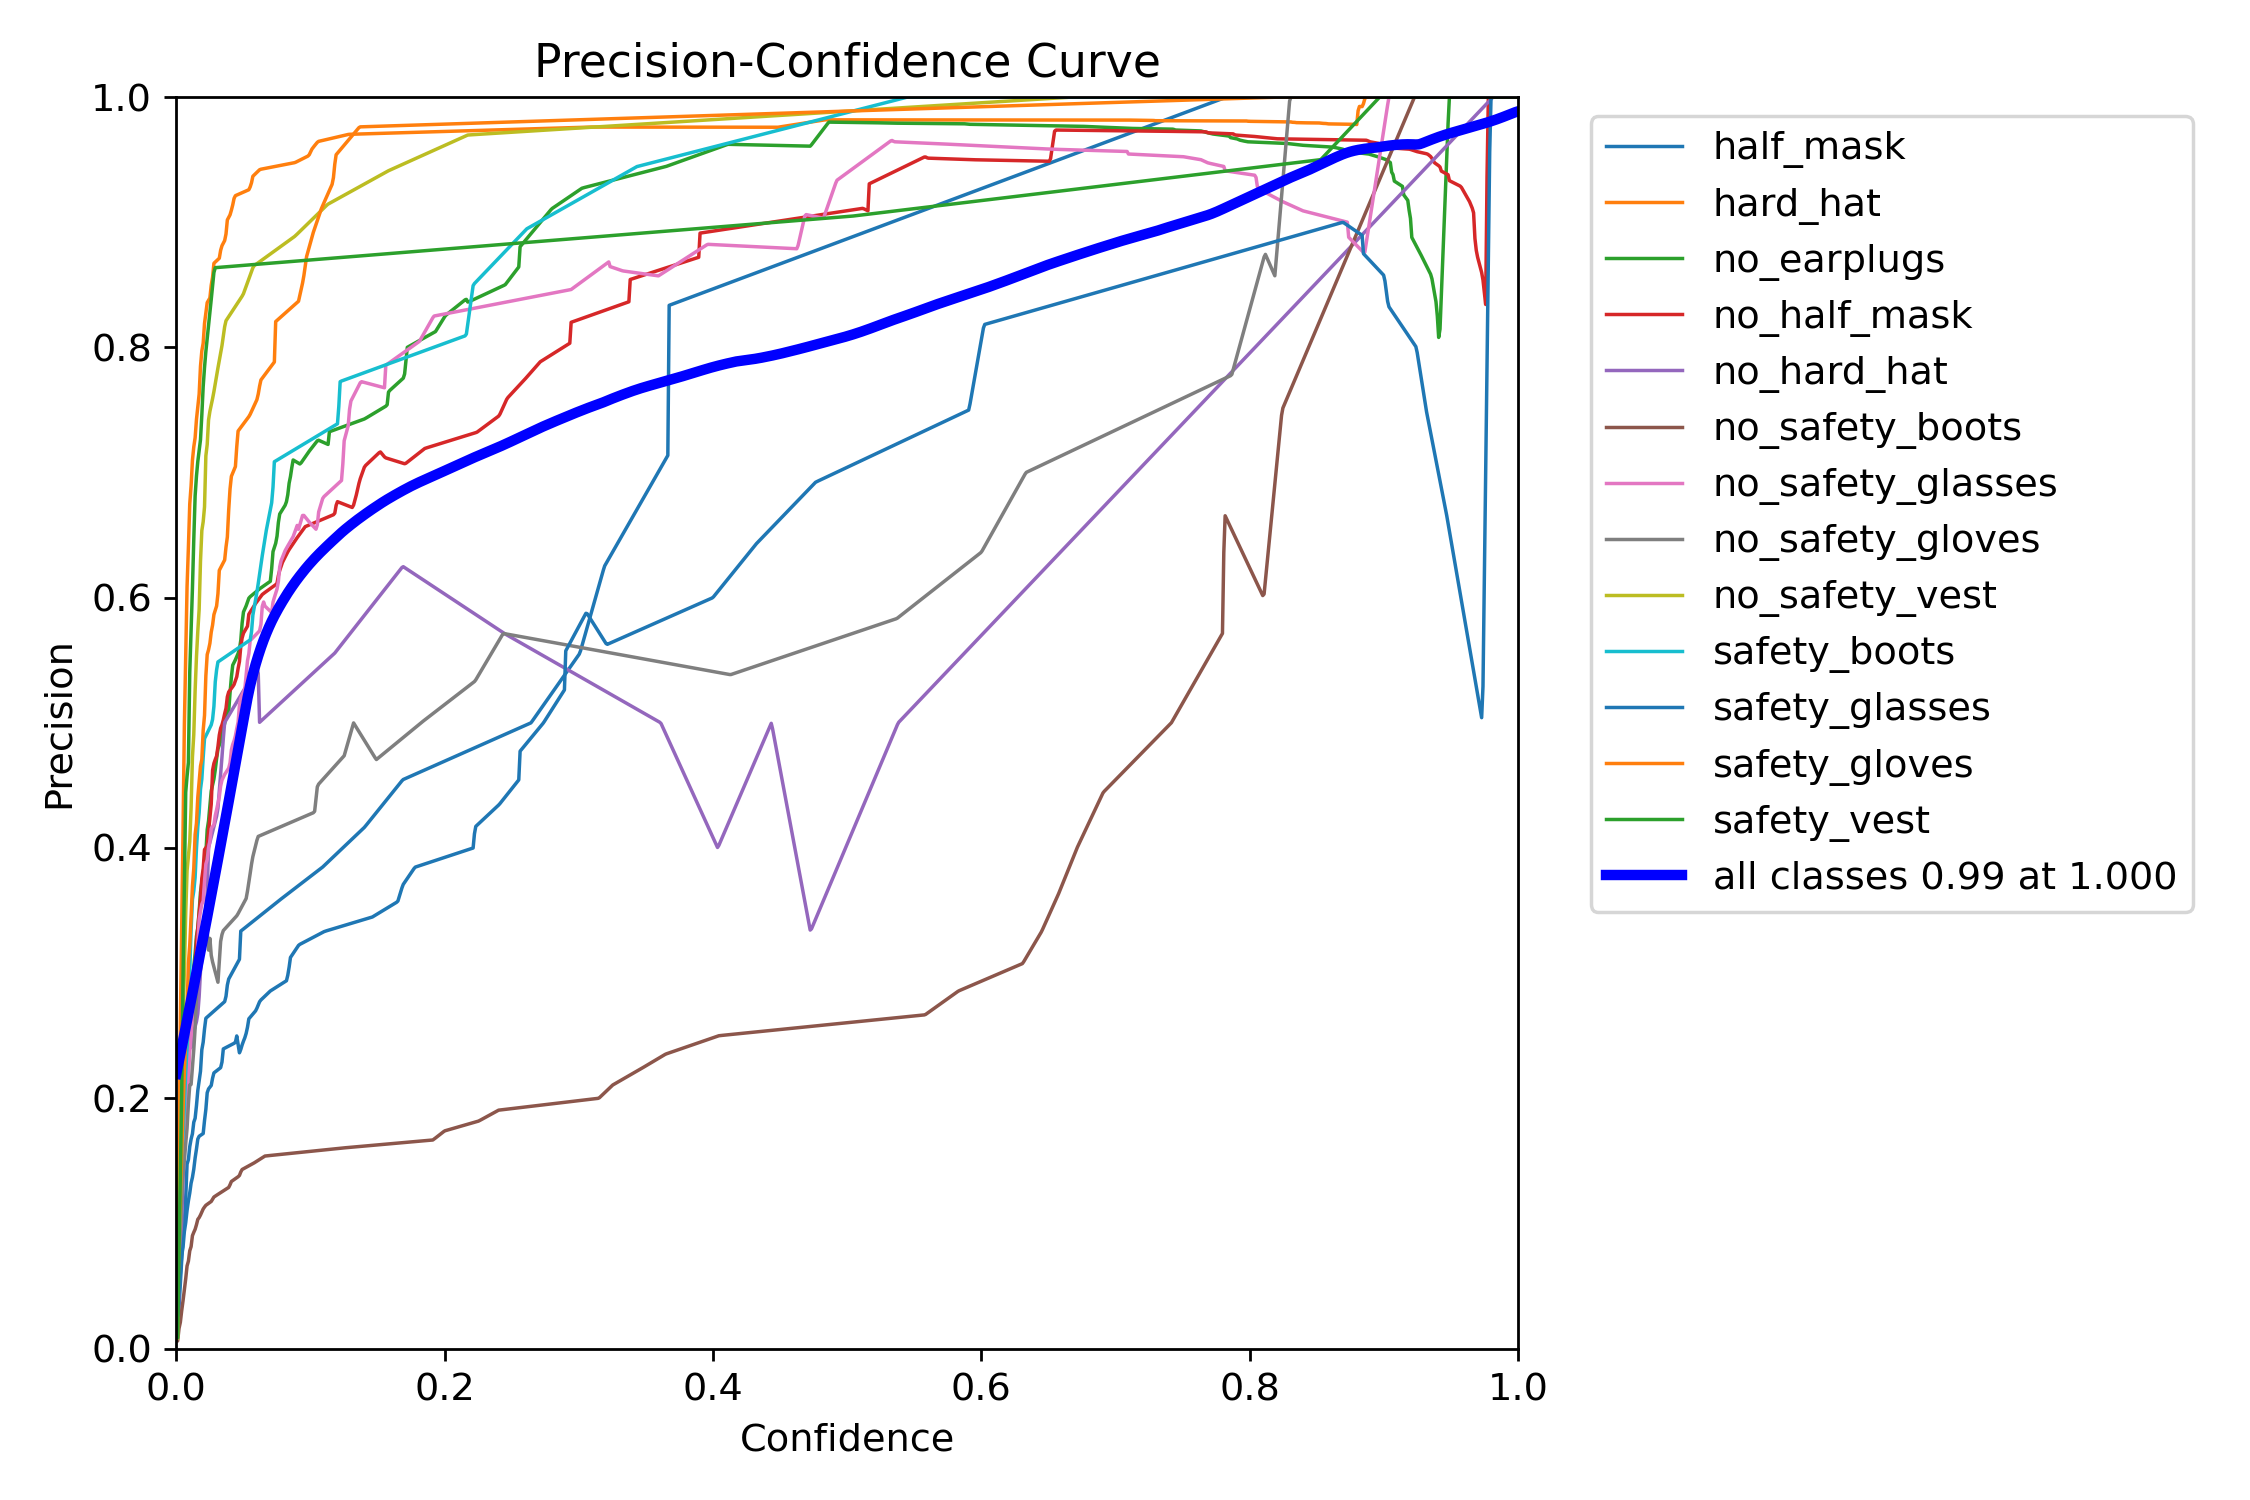 Precision-Confidence Curve
1.0
0.8
0.6
0.4
0.2
0.0
Precision
0.0 0.2 0.4 0.6 0.8 1.0
Confidence
half_mask
hard_hat
no_earplugs
no_half_mask
no_hard_hat
no_safety_boots
no_safety_glasses
no_safety_gloves
no_safety_vest
safety_boots
safety_glasses
safety_gloves
safety_vest
all classes 0.99 at 1.000